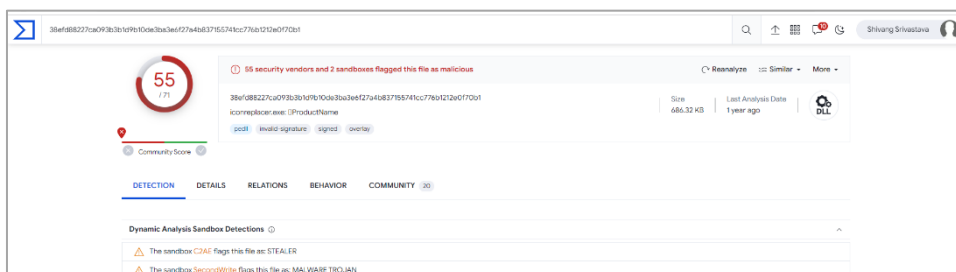 38efd88227ca093b3b1d9b10de3ba3e6f27a4b837155741cc776b1212e0f70b1
Shivang Srivastava
55
/ 71
55 security vendors and 2 sandboxes flagged this file as malicious
Reanalyze Similar More
38efd88227ca093b3b1d9b10de3ba3e6f27a4b837155741cc776b1212e0f70b1
iconreplacer.exe: ▯ProductName
pedll invalid-signature signed overlay
Size
686.32 KB
Last Analysis Date
1 year ago
DLL
Community Score
DETECTION DETAILS RELATIONS BEHAVIOR COMMUNITY 20
Dynamic Analysis Sandbox Detections
The sandbox C2AE flags this file as: STEALER
The sandbox SecondWrite flags this file as: MALWARE TROJAN